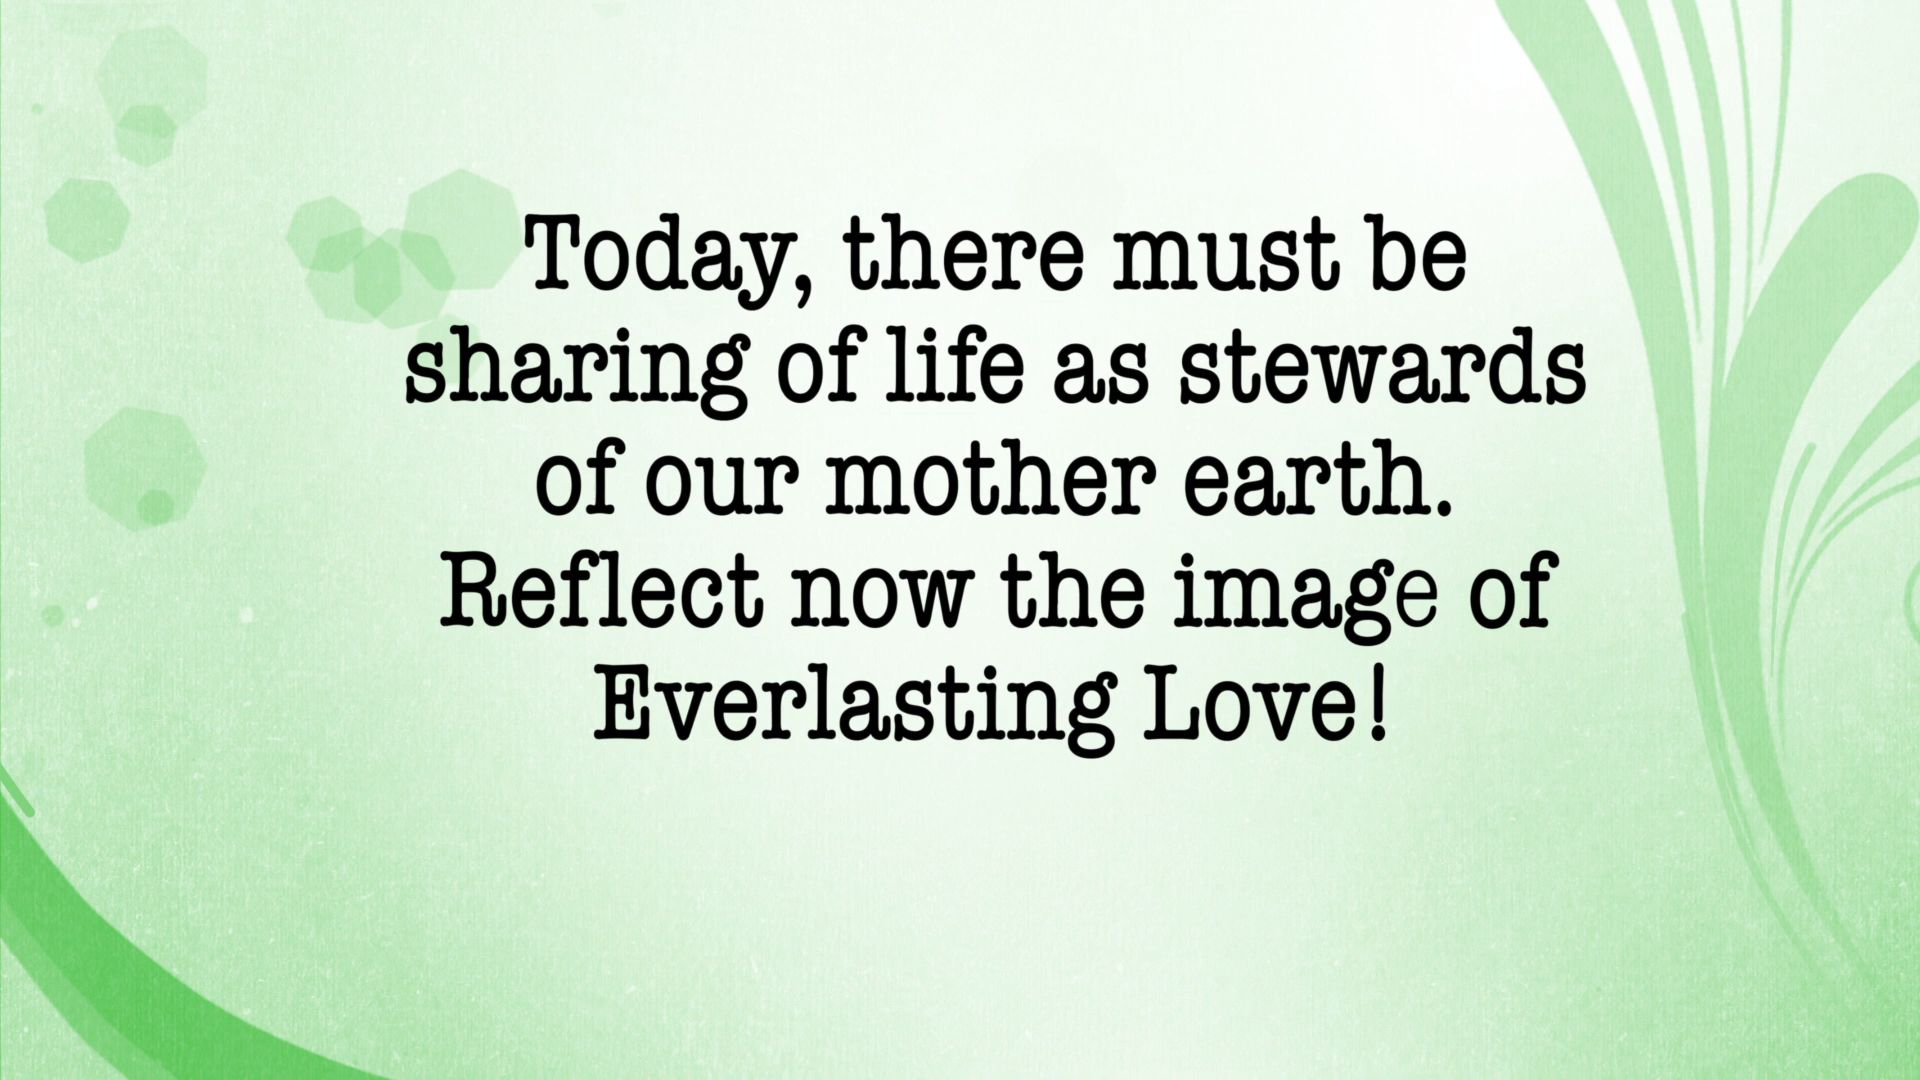 Today, there must be
sharing of life as stewards
of our mother earth.
Reflect now the image of
Everlasting Love!